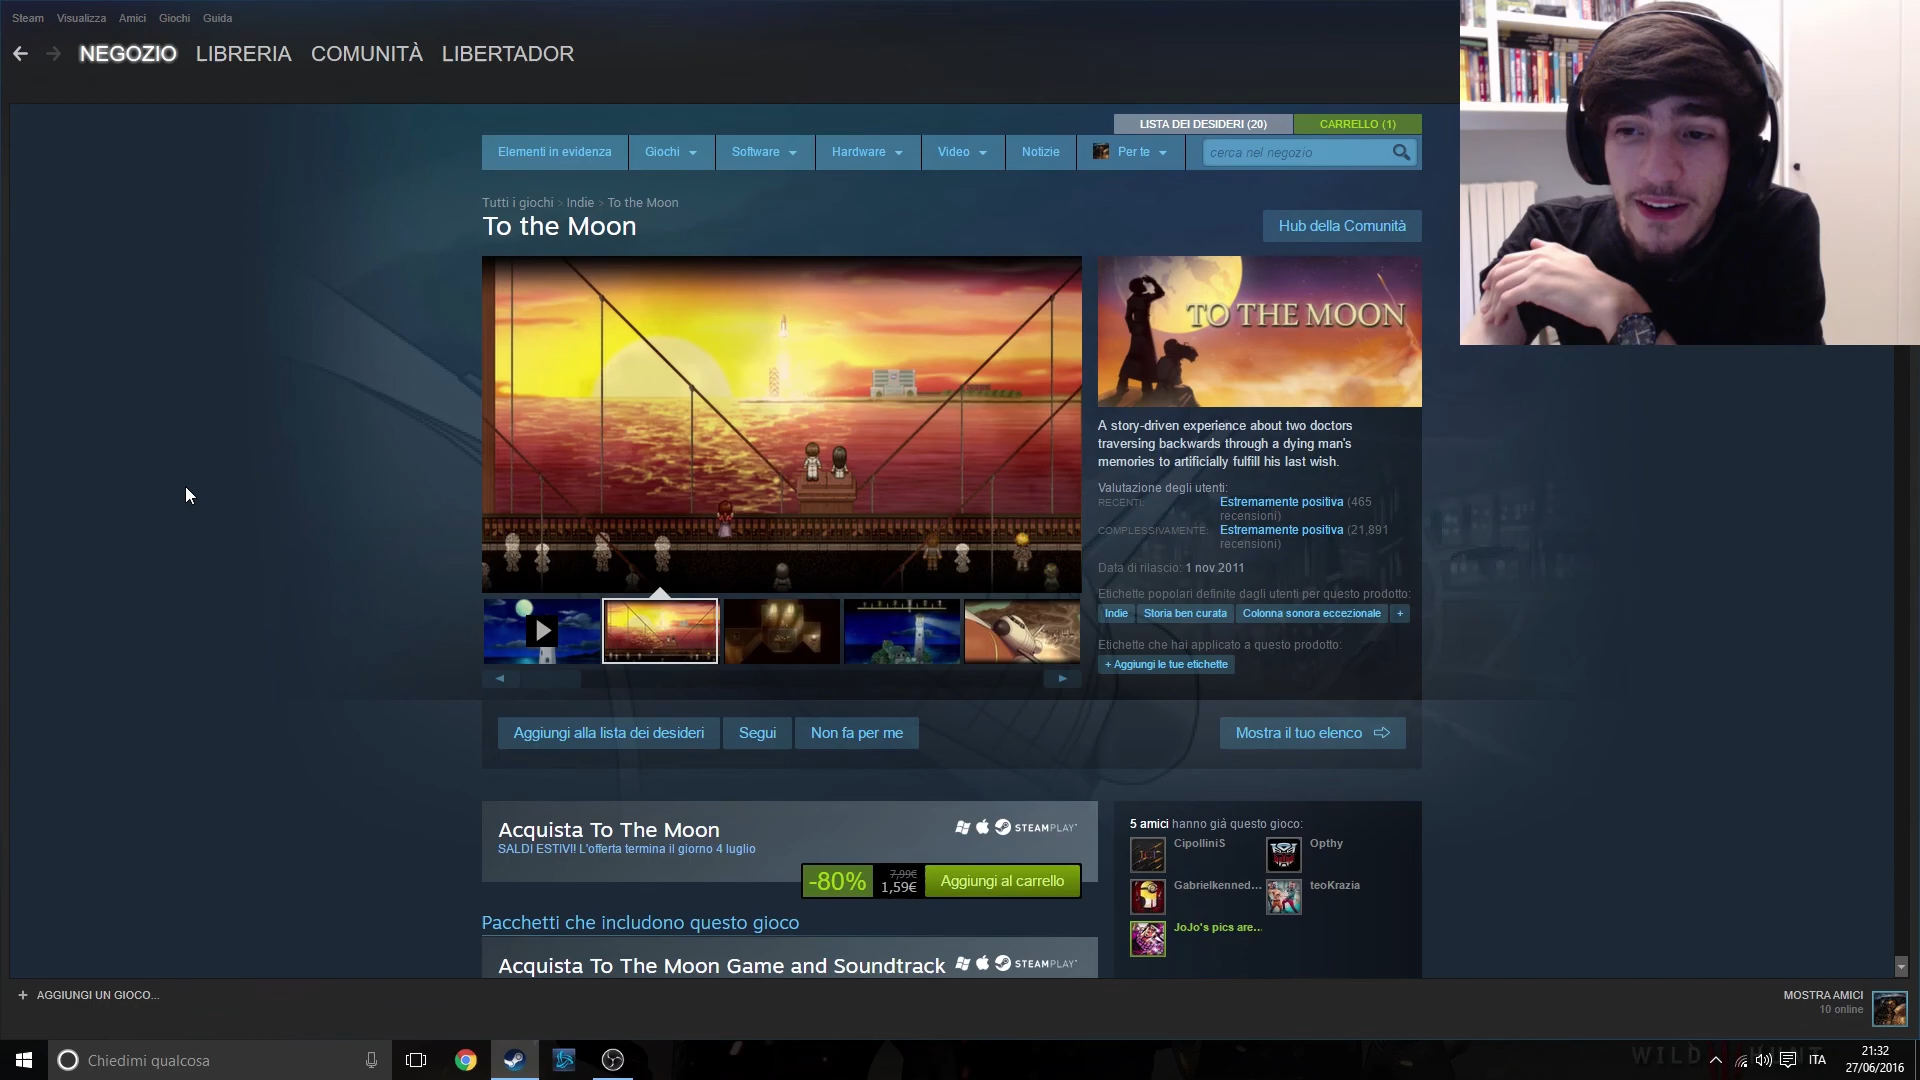 Steam Visualizza Amici Giochi Guida
NEGOZIO LIBRERIA COMUNITÀ LIBERTADOR
LISTA DEI DESIDERI (20) CARRELLO (1)
Elementi in evidenza Giochi Software Hardware Video Notizie Per te cerca nel negozio
Tutti i giochi > Indie > To the Moon
To the Moon
Hub della Comunità
TO THE MOON
A story-driven experience about two doctors
traversing backwards through a dying man's
memories to artificially fulfill his last wish.
Valutazione degli utenti:
RECENTI: Estremamente positiva (465
recensioni)
COMPLESSIVAMENTE: Estremamente positiva (21,891
recensioni)
Data di rilascio: 1 nov 2011
Etichette popolari definite dagli utenti per questo prodotto:
Indie Storia ben curata Colonna sonora eccezionale +
Etichette che hai applicato a questo prodotto:
+ Aggiungi le tue etichette
Aggiungi alla lista dei desideri Segui Non fa per me Mostra il tuo elenco
Acquista To The Moon STEAMPLAY
SALDI ESTIVI! L'offerta termina il giorno 4 luglio
-80% 7,99€ 1,59€ Aggiungi al carrello
5 amici hanno già questo gioco:
CipolliniS Opthy
Gabrielkenned... teoKrazia
JoJo's pics are...
Pacchetti che includono questo gioco
Acquista To The Moon Game and Soundtrack STEAMPLAY
+ AGGIUNGI UN GIOCO...
MOSTRA AMICI
10 online
Chiedimi qualcosa
WILD HUNT
ITA
21:32
27/06/2016